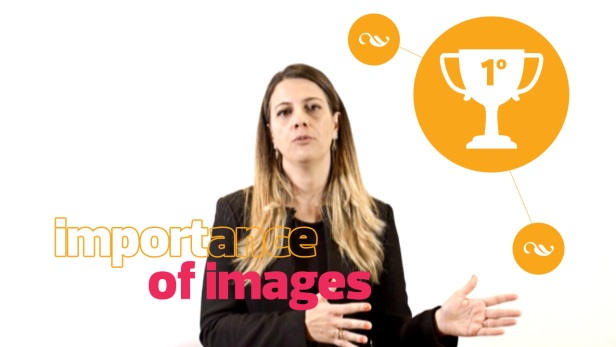 1º
importance
of images